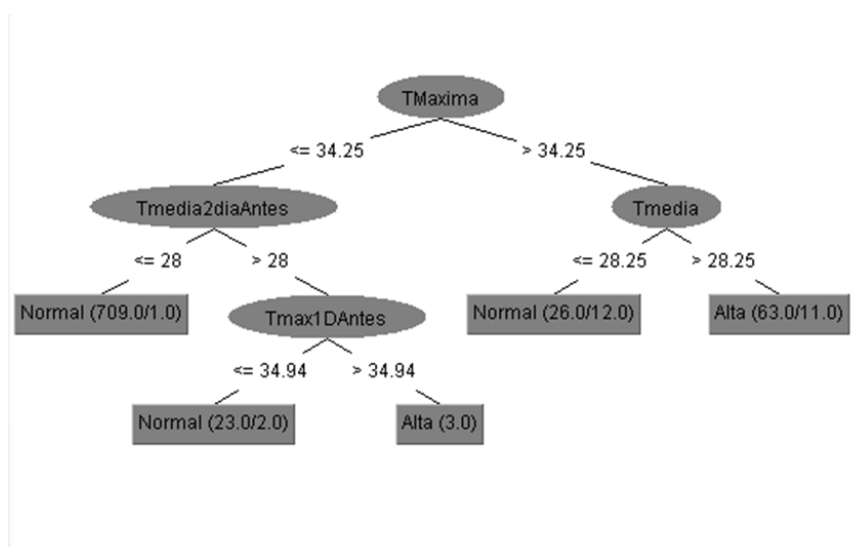 TMaxima
<= 34.25
> 34.25
Tmedia2diaAntes
Tmedia
<= 28
> 28
<= 28.25
> 28.25
Normal (709.0/1.0)
Tmax1DAntes
Normal (26.0/12.0)
Alta (63.0/11.0)
<= 34.94
> 34.94
Normal (23.0/2.0)
Alta (3.0)